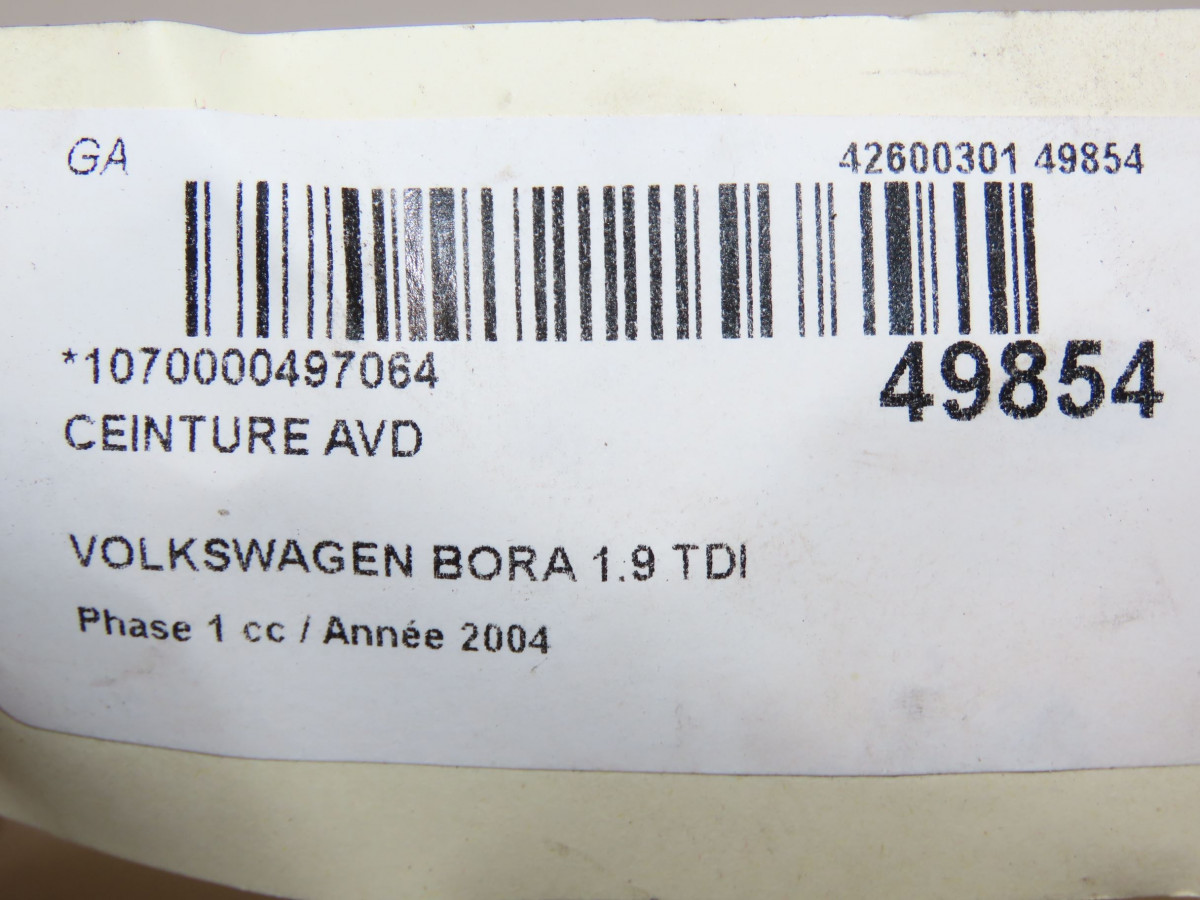 GA
42600301 49854
*1070000497064
49854
CEINTURE AVD
VOLKSWAGEN BORA 1.9 TDI
Phase 1 cc / Année 2004